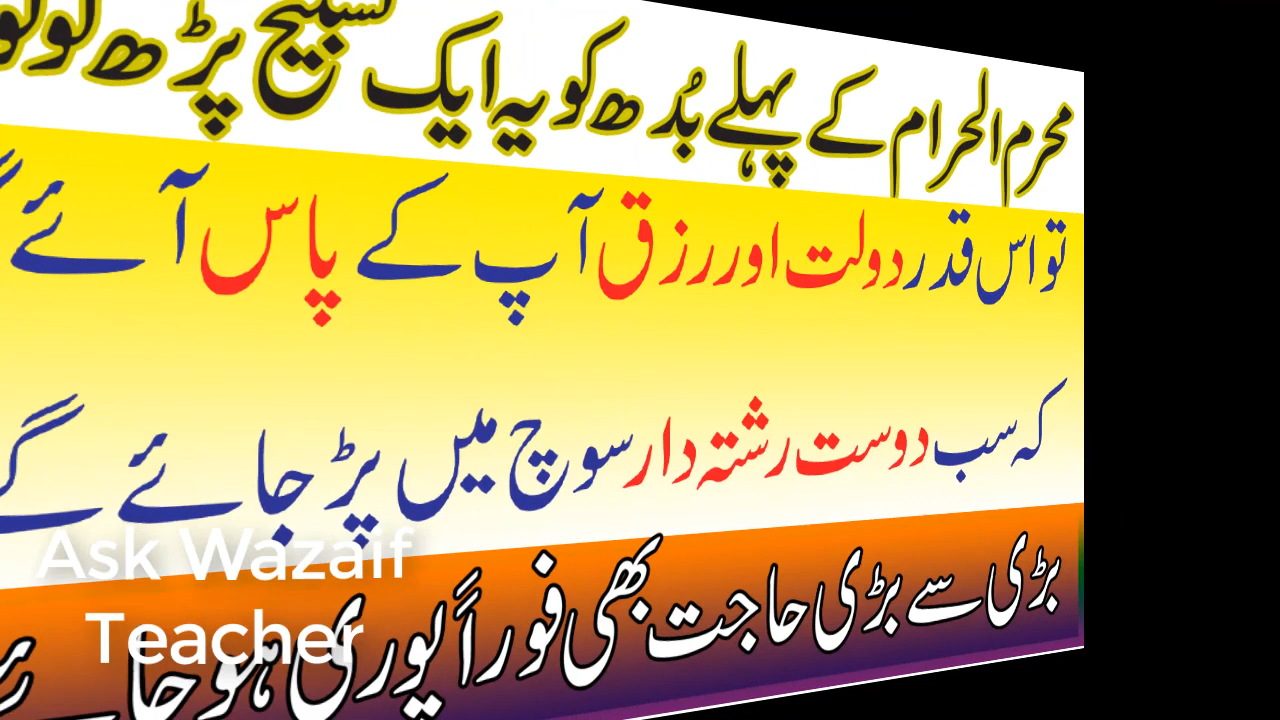 محرم الحرام کے پہلے بُدھ کو یہ ایک تسبیح پڑھ لو تو
تو اس قدر دولت اور رزق آپ کے پاس آئے
کہ سب دوست رشتہ دار سوچ میں پڑ جائے گے
بڑی سے بڑی حاجت بھی فوراً پوری ہو جائے
Ask Wazaif
Teacher